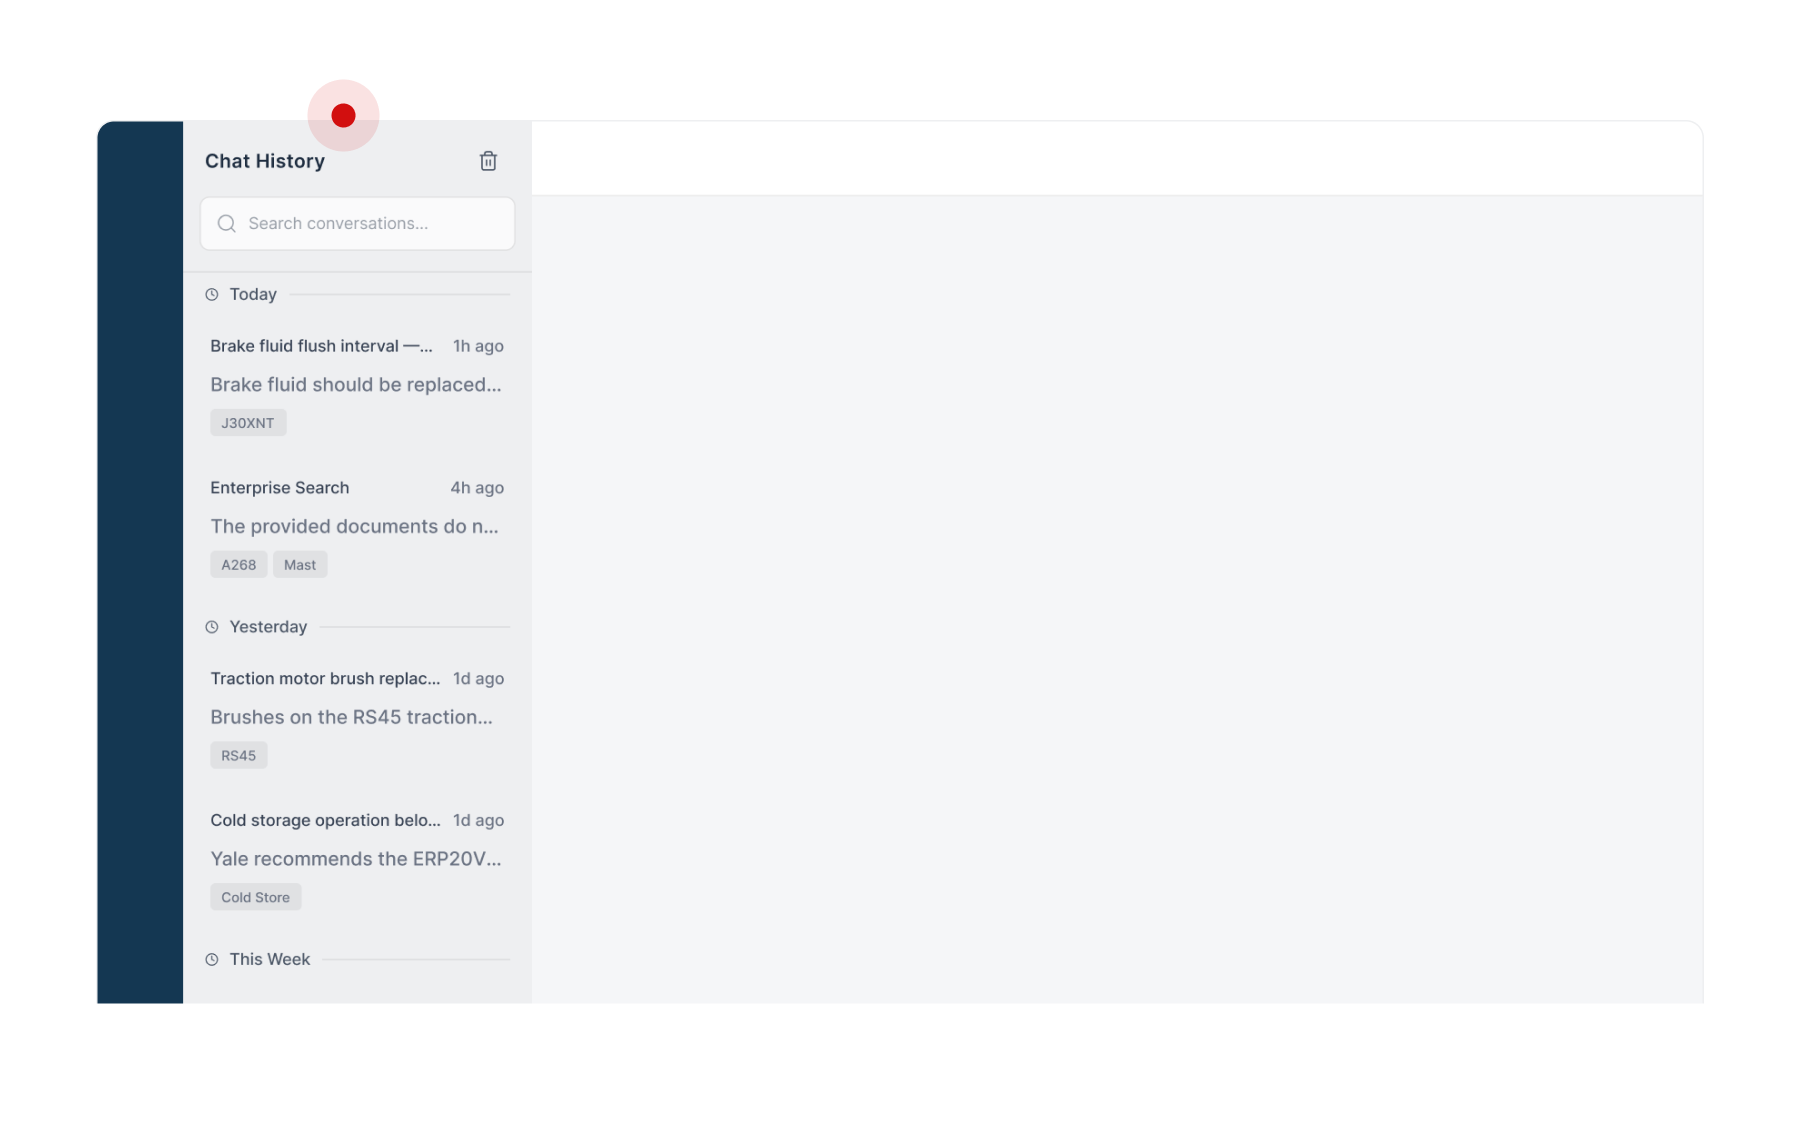 Chat History
Search conversations...
Today
Brake fluid flush interval —... 1h ago
Brake fluid should be replaced...
J30XNT
Enterprise Search 4h ago
The provided documents do n...
A268 Mast
Yesterday
Traction motor brush replac... 1d ago
Brushes on the RS45 traction...
RS45
Cold storage operation belo... 1d ago
Yale recommends the ERP20V...
Cold Store
This Week